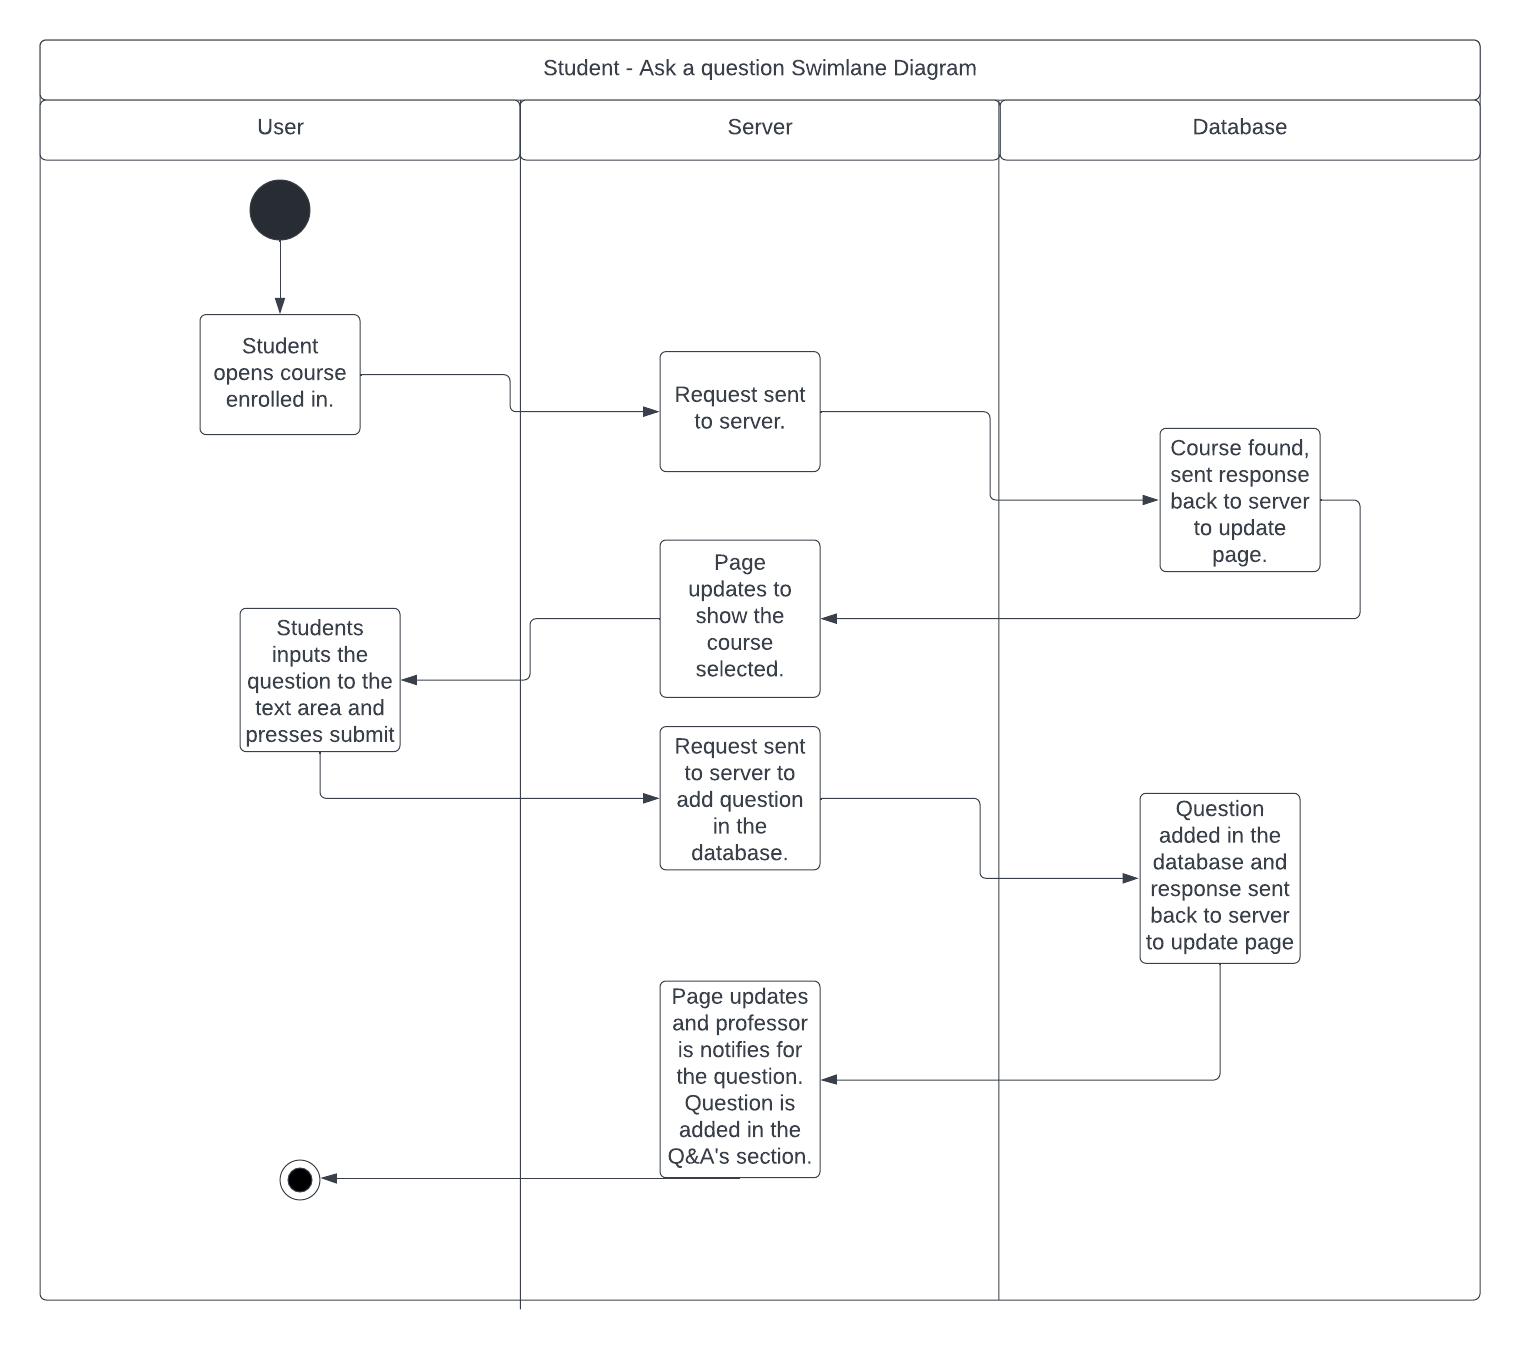 Student - Ask a question Swimlane Diagram
User
Server
Database
Student
opens course
enrolled in.
Request sent
to server.
Course found,
sent response
back to server
to update
page.
Page
updates to
show the
course
selected.
Students
inputs the
question to the
text area and
presses submit
Request sent
to server to
add question
in the
database.
Question
added in the
database and
response sent
back to server
to update page
Page updates
and professor
is notifies for
the question.
Question is
added in the
Q&A's section.